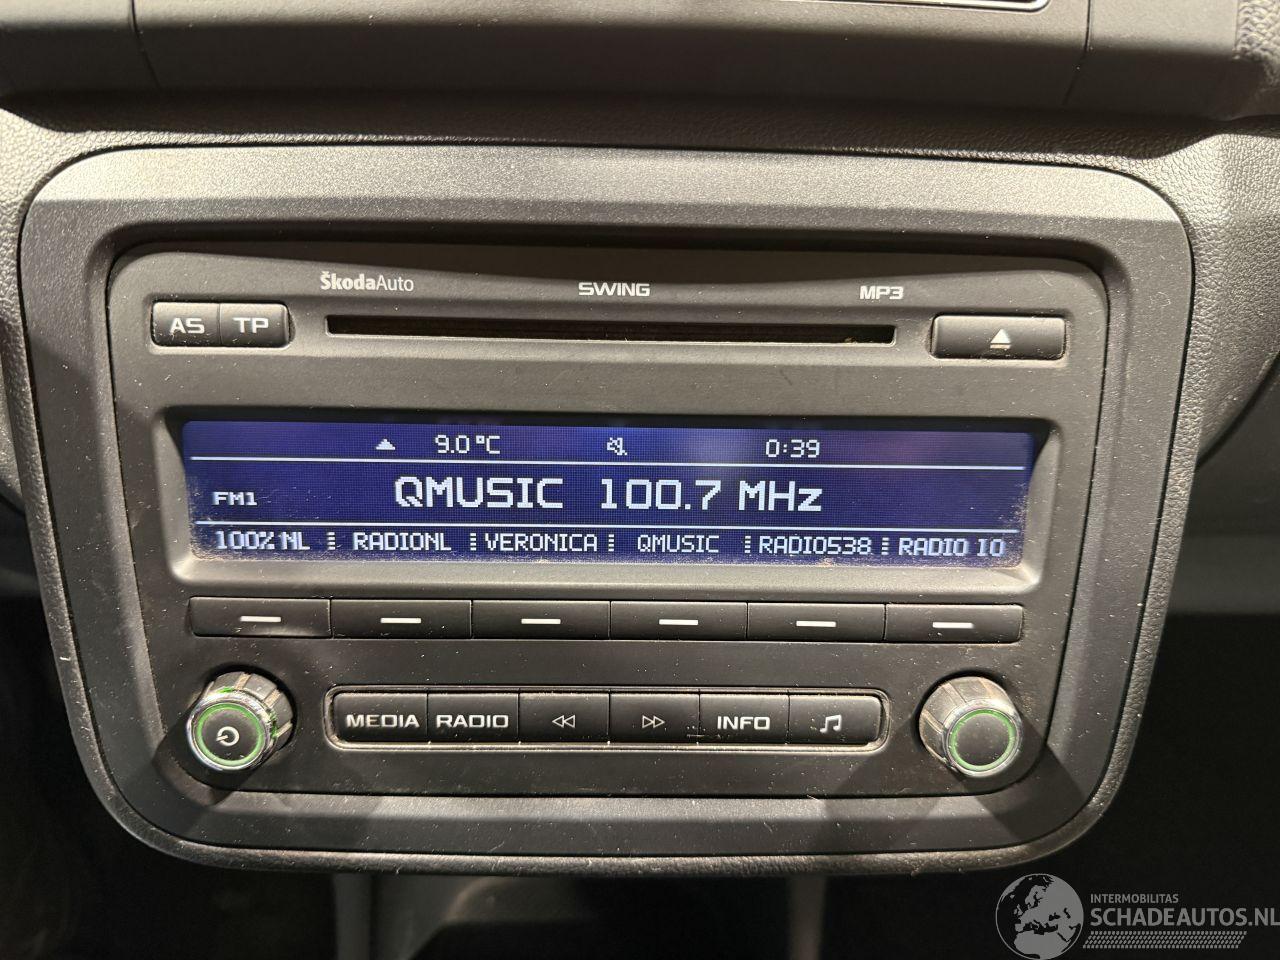 ŠkodaAuto SWING MP3
AS TP
9.0 °C 0:39
FM1 QMUSIC 100.7 MHz
100% NL RADIONL VERONICA QMUSIC RADIO538 RADIO 10
MEDIA RADIO INFO
INTERMOBILITAS
SCHADEAUTOS.NL